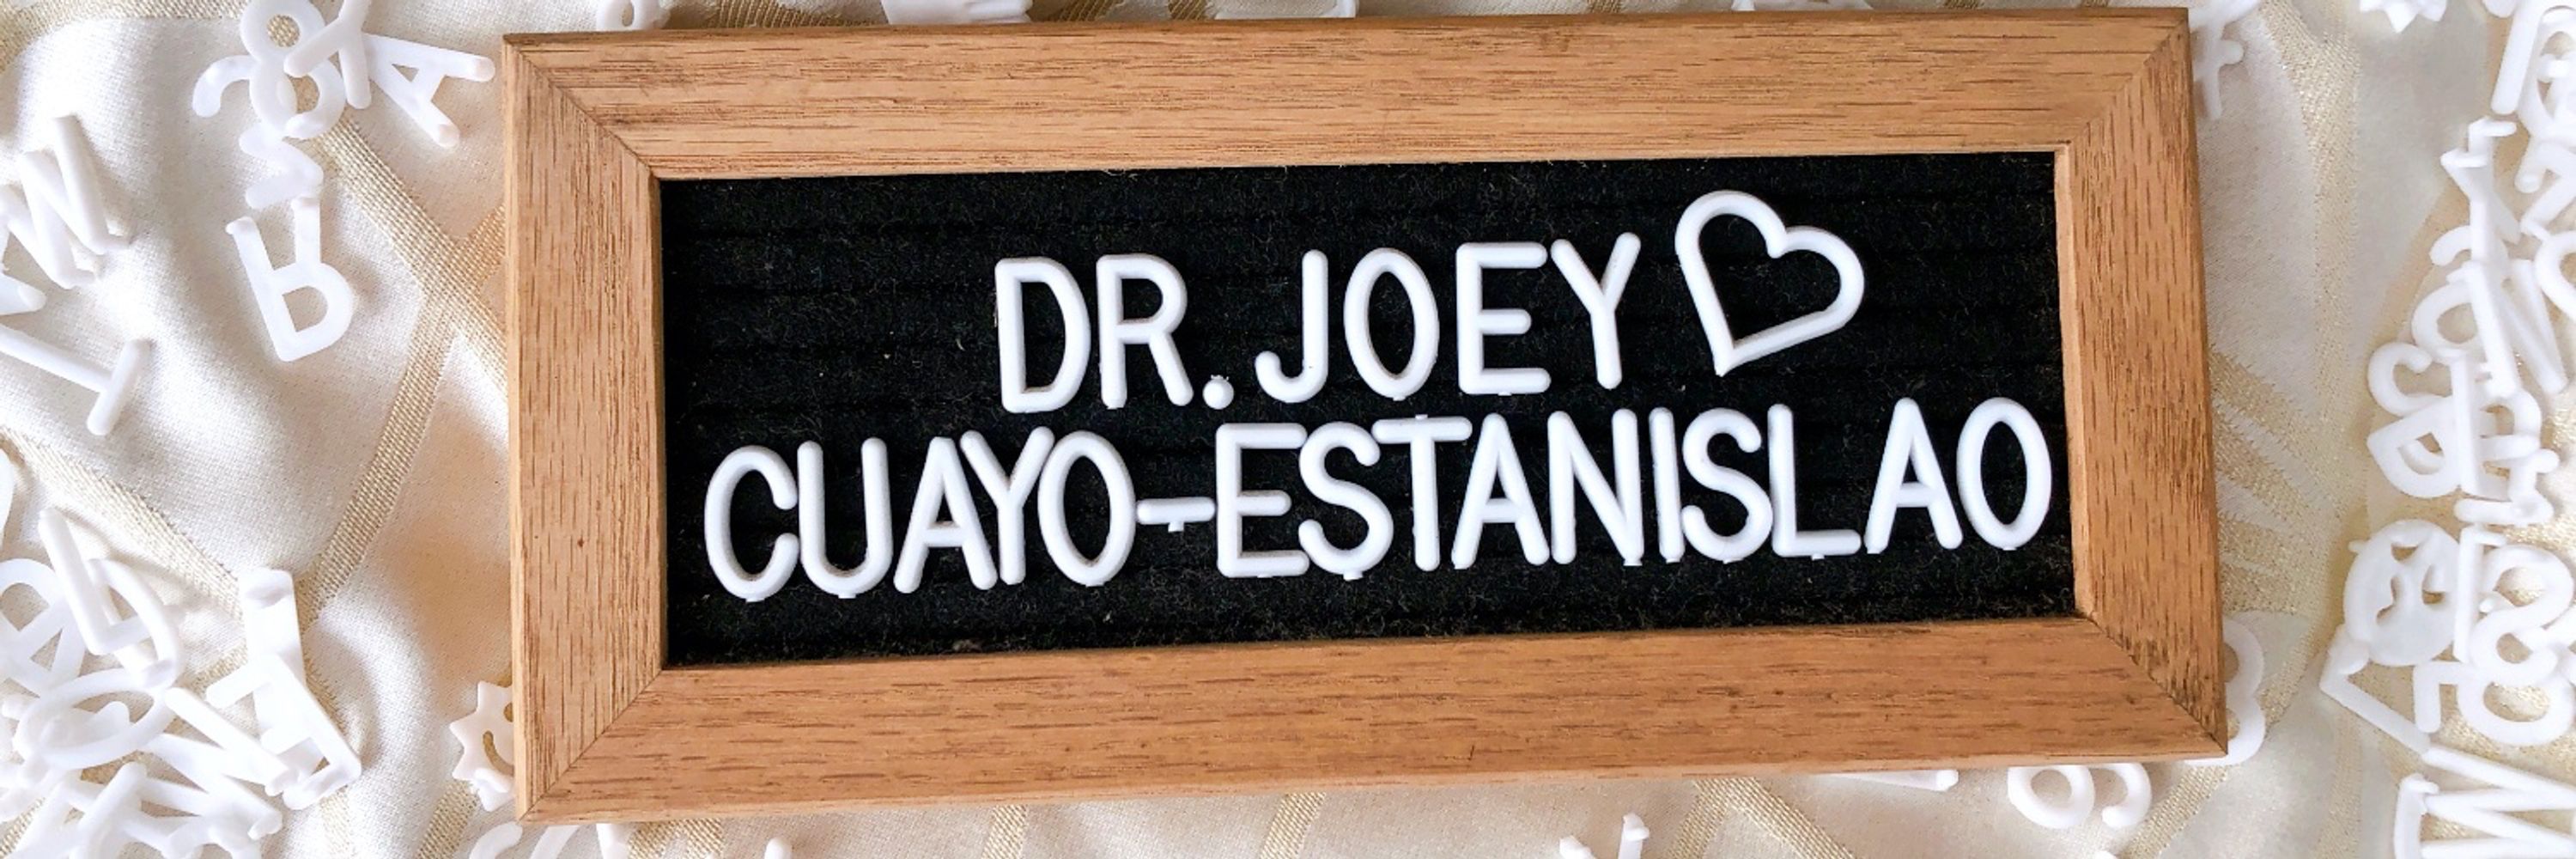 DR. JOEY ♡
CUAYO-ESTANISLAO